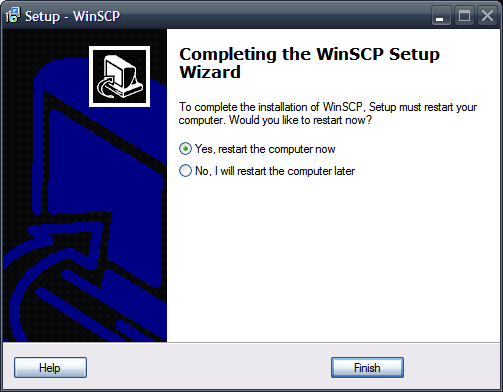 Setup - WinSCP
Completing the WinSCP Setup
Wizard
To complete the installation of WinSCP, Setup must restart your
computer. Would you like to restart now?
Yes, restart the computer now
No, I will restart the computer later
Help
Finish